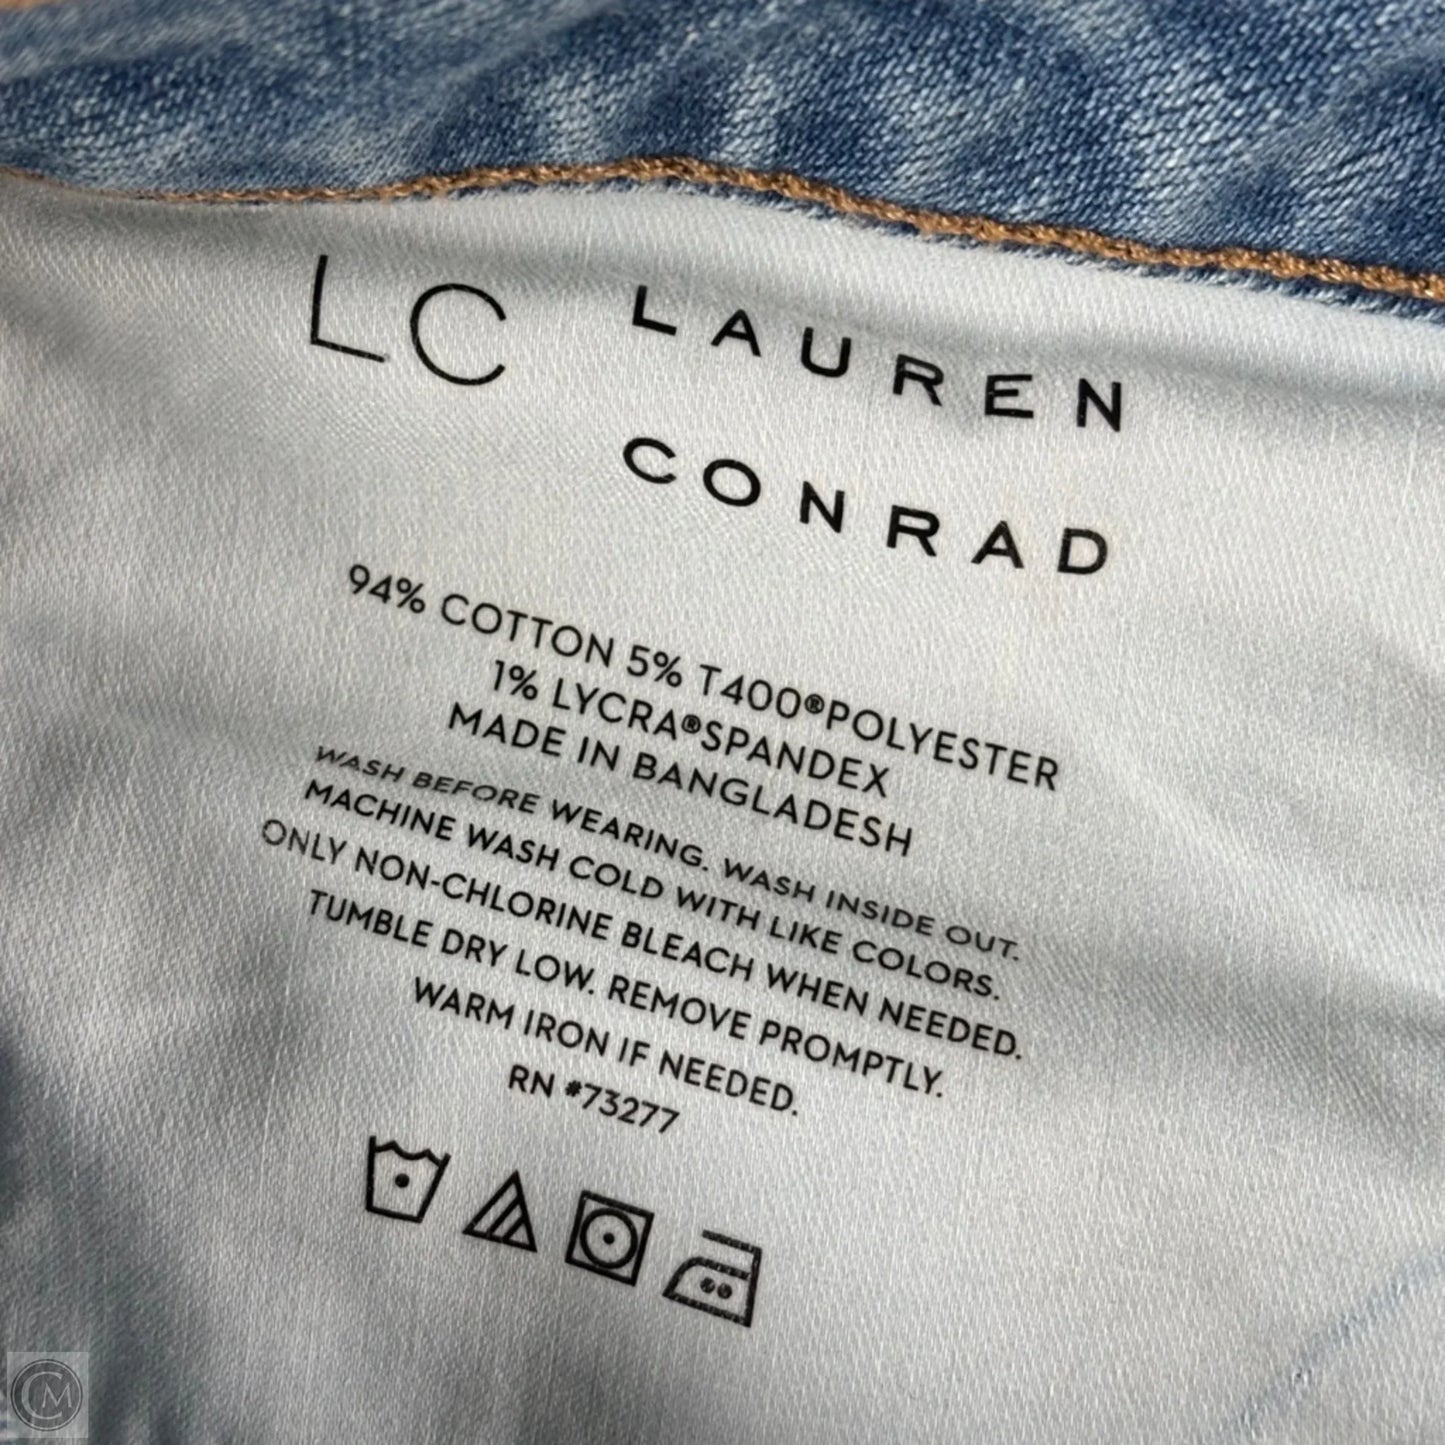 LC LAUREN
CONRAD
94% COTTON 5% T400®POLYESTER
1% LYCRA®SPANDEX
MADE IN BANGLADESH
WASH BEFORE WEARING. WASH INSIDE OUT.
MACHINE WASH COLD WITH LIKE COLORS.
ONLY NON-CHLORINE BLEACH WHEN NEEDED.
TUMBLE DRY LOW. REMOVE PROMPTLY.
WARM IRON IF NEEDED.
RN #73277
CM